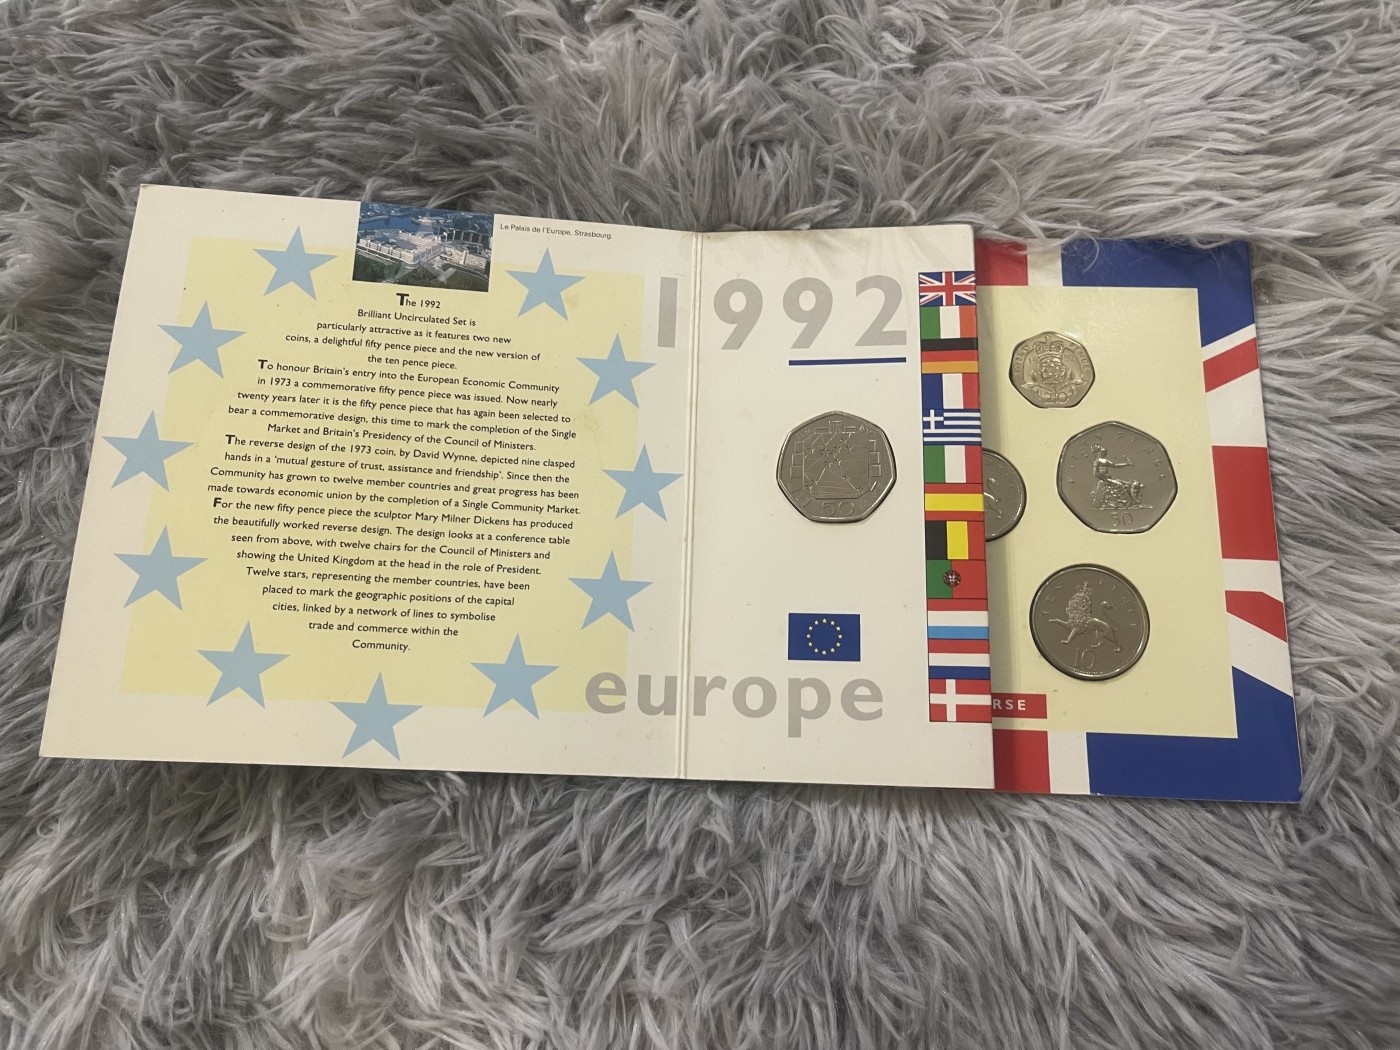 Le Palais de l'Europe, Strasbourg.
The 1992
Brilliant Uncirculated Set is
particularly attractive as it features two new
coins, a delightful fifty pence piece and the new version of
the ten pence piece.
To honour Britain's entry into the European Economic Community
in 1973 a commemorative fifty pence piece was issued. Now nearly
twenty years later it is the fifty pence piece that has again been selected to
bear a commemorative design, this time to mark the completion of the Single
Market and Britain's Presidency of the Council of Ministers.
The reverse design of the 1973 coin, by David Wynne, depicted nine clasped
hands in a 'mutual gesture of trust, assistance and friendship'. Since then the
Community has grown to twelve member countries and great progress has been
made towards economic union by the completion of a Single Community Market.
For the new fifty pence piece the sculptor Mary Milner Dickens has produced
the beautifully worked reverse design. The design looks at a conference table
seen from above, with twelve chairs for the Council of Ministers and
showing the United Kingdom at the head in the role of President.
Twelve stars, representing the member countries, have been
placed to mark the geographic positions of the capital
cities, linked by a network of lines to symbolise
trade and commerce within the
Community.
1992
50
europe
20
50
10
RSE